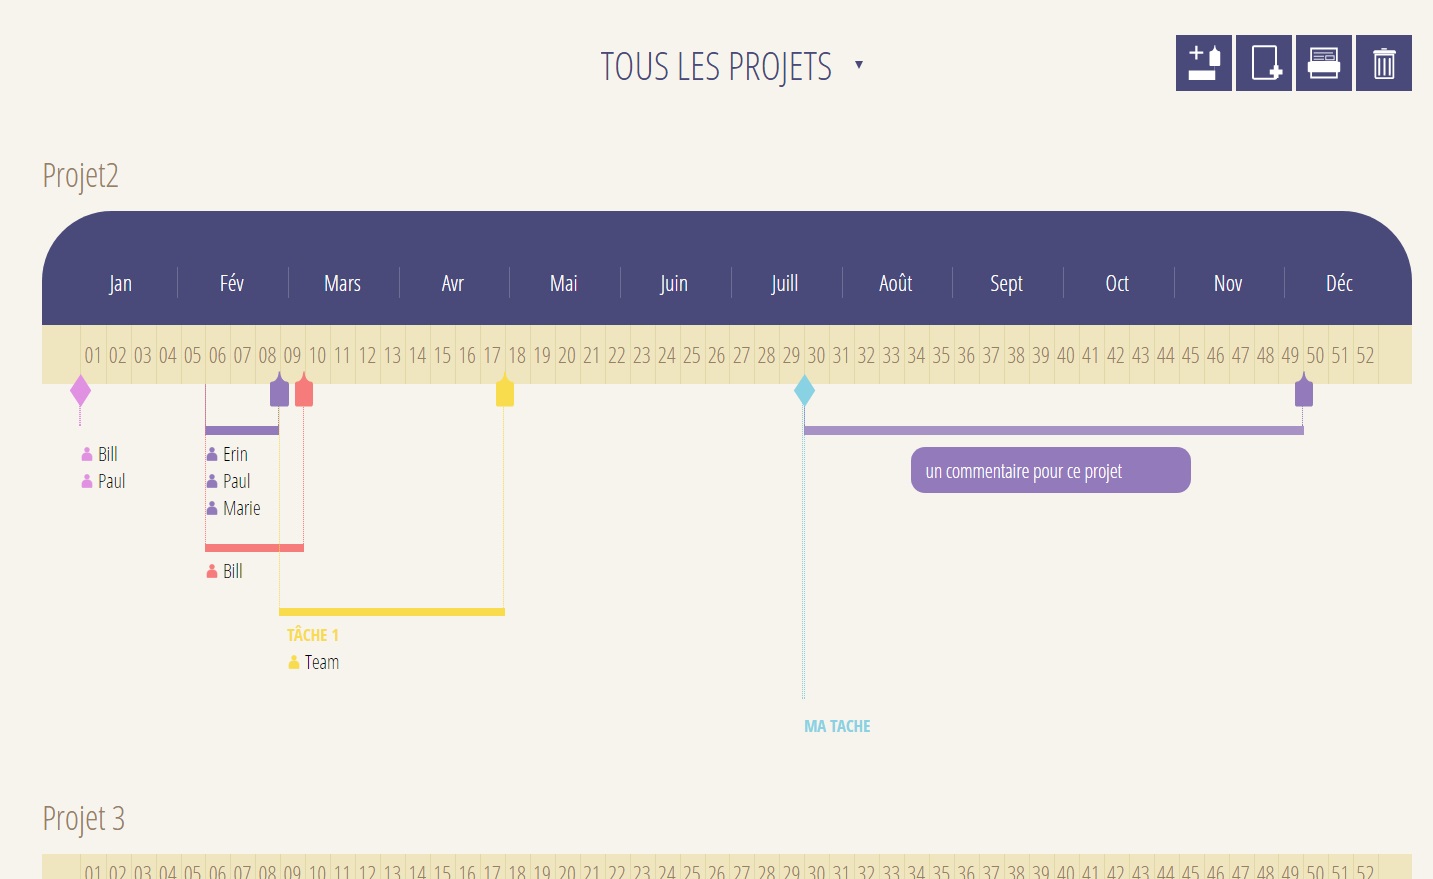 TOUS LES PROJETS
Projet2
Jan Fév Mars Avr Mai Juin Juill Août Sept Oct Nov Déc
01 02 03 04 05 06 07 08 09 10 11 12 13 14 15 16 17 18 19 20 21 22 23 24 25 26 27 28 29 30 31 32 33 34 35 36 37 38 39 40 41 42 43 44 45 46 47 48 49 50 51 52
Bill
Paul
Erin
Paul
Marie
un commentaire pour ce projet
Bill
TÂCHE 1
Team
MA TACHE
Projet 3
01 02 03 04 05 06 07 08 09 10 11 12 13 14 15 16 17 18 19 20 21 22 23 24 25 26 27 28 29 30 31 32 33 34 35 36 37 38 39 40 41 42 43 44 45 46 47 48 49 50 51 52